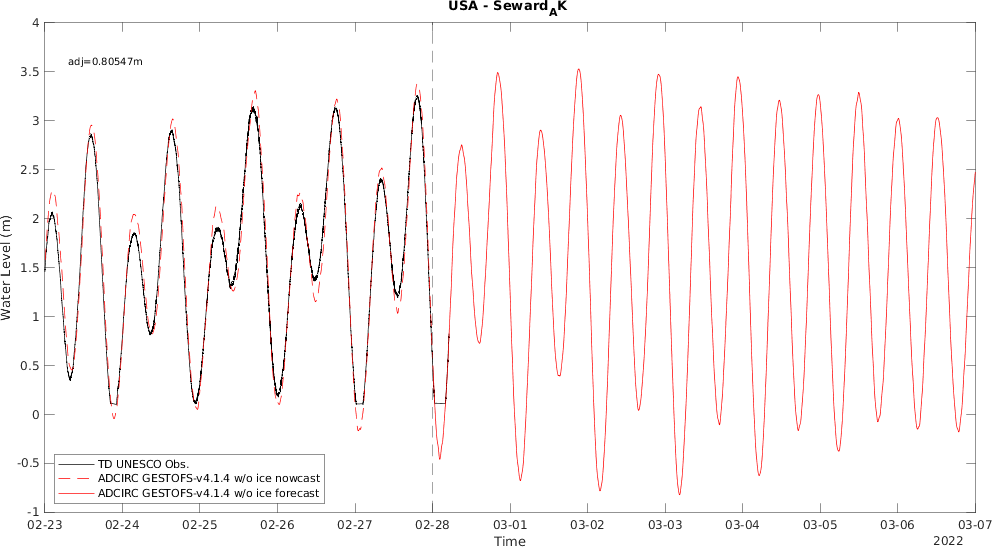 USA - Seward_AK
adj=0.80547m
4
3.5
3
2.5
2
1.5
1
0.5
0
-0.5
-1
Water Level (m)
TD UNESCO Obs.
ADCIRC GESTOFS-v4.1.4 w/o ice nowcast
ADCIRC GESTOFS-v4.1.4 w/o ice forecast
02-23 02-24 02-25 02-26 02-27 02-28 03-01 03-02 03-03 03-04 03-05 03-06 03-07
Time
2022